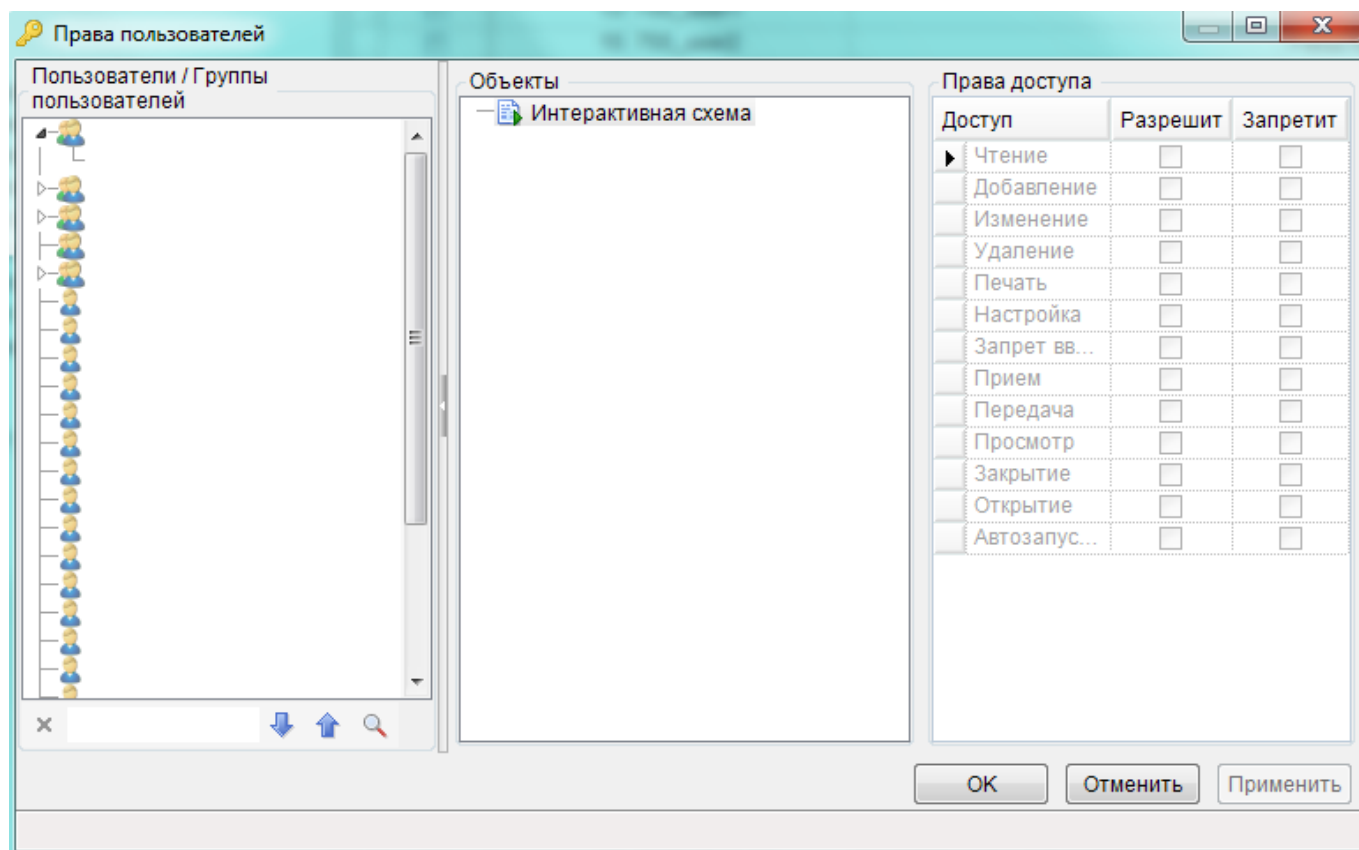 Права пользователей
Пользователи / Группы
пользователей
Объекты
Интерактивная схема
Права доступа
Доступ Разрешит Запретит
Чтение
Добавление
Изменение
Удаление
Печать
Настройка
Запрет вв...
Прием
Передача
Просмотр
Закрытие
Открытие
Автозапус...
OK Отменить Применить